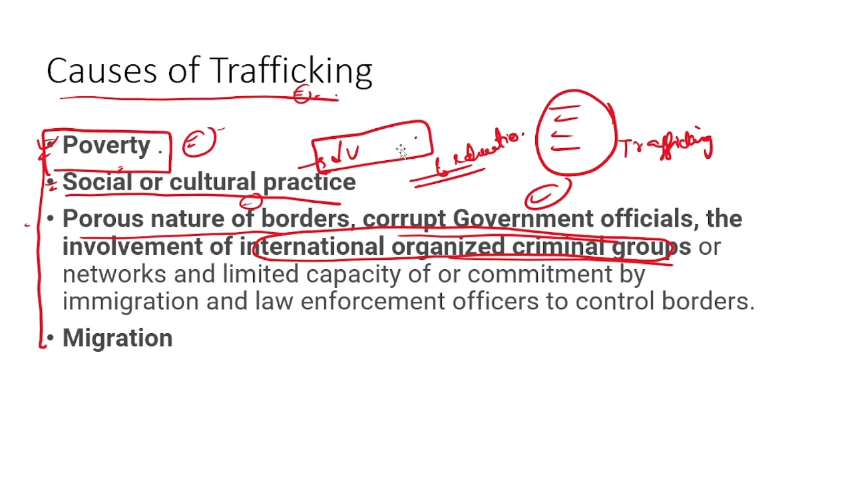 Causes of Trafficking
• Poverty .
• Social or cultural practice
• Porous nature of borders, corrupt Government officials, the
involvement of international organized criminal groups or
networks and limited capacity of or commitment by
immigration and law enforcement officers to control borders.
• Migration
Trafficking